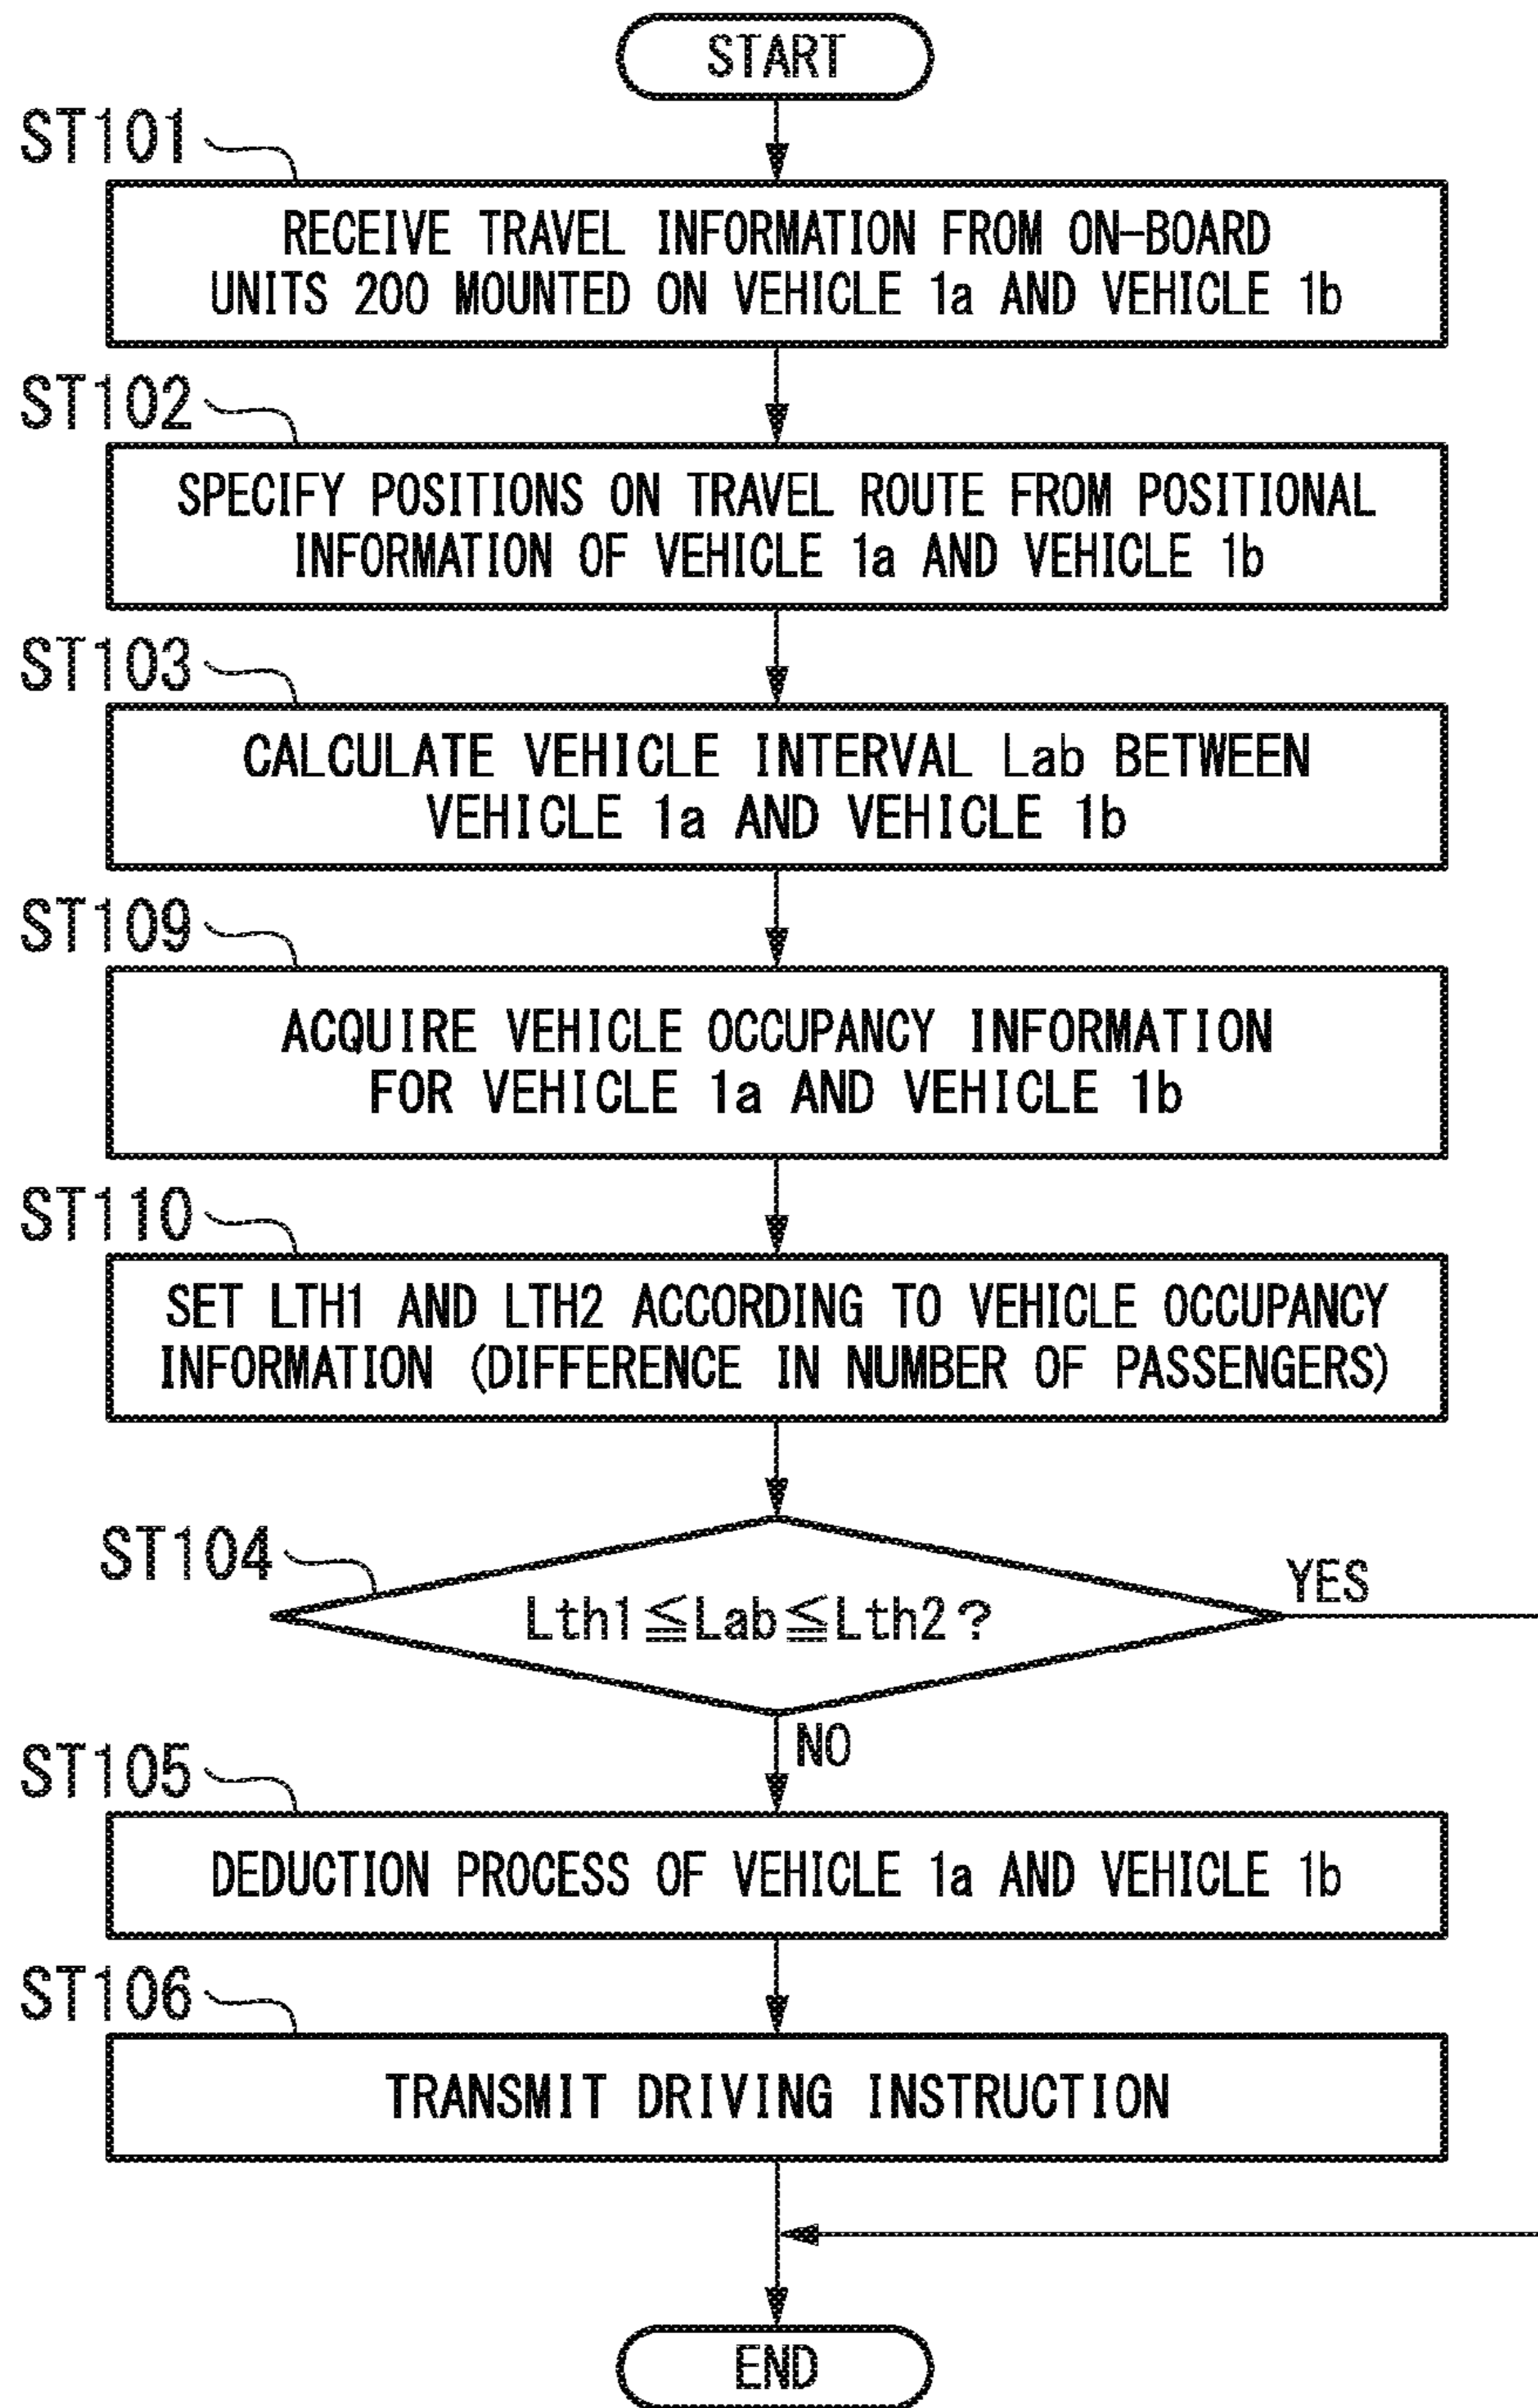 START
ST101
RECEIVE TRAVEL INFORMATION FROM ON-BOARD
UNITS 200 MOUNTED ON VEHICLE 1a AND VEHICLE 1b
ST102
SPECIFY POSITIONS ON TRAVEL ROUTE FROM POSITIONAL
INFORMATION OF VEHICLE 1a AND VEHICLE 1b
ST103
CALCULATE VEHICLE INTERVAL Lab BETWEEN
VEHICLE 1a AND VEHICLE 1b
ST109
ACQUIRE VEHICLE OCCUPANCY INFORMATION
FOR VEHICLE 1a AND VEHICLE 1b
ST110
SET LTH1 AND LTH2 ACCORDING TO VEHICLE OCCUPANCY
INFORMATION (DIFFERENCE IN NUMBER OF PASSENGERS)
ST104
Lth1≦Lab≦Lth2?
YES
NO
ST105
DEDUCTION PROCESS OF VEHICLE 1a AND VEHICLE 1b
ST106
TRANSMIT DRIVING INSTRUCTION
END